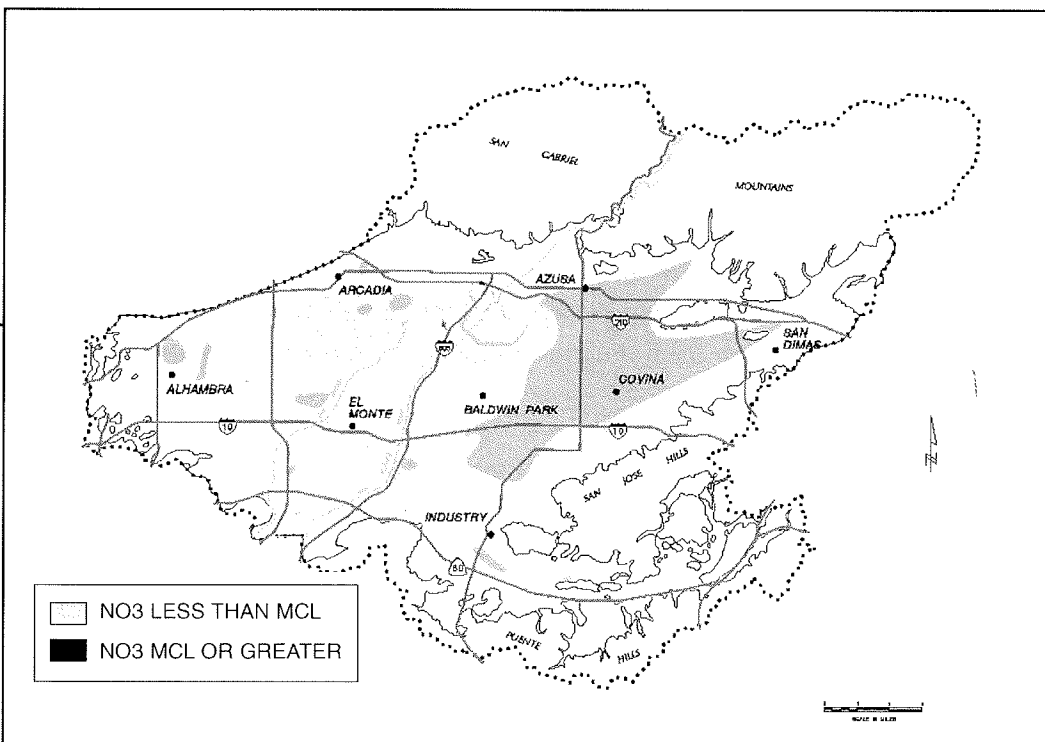 SAN
GABRIEL
MOUNTAINS
ARCADIA
AZUSA
210
SAN
DIMAS
ALHAMBRA
EL
MONTE
BALDWIN PARK
COVINA
10
10
SAN JOSE HILLS
INDUSTRY
60
PUENTE
HILLS
NO3 LESS THAN MCL
NO3 MCL OR GREATER